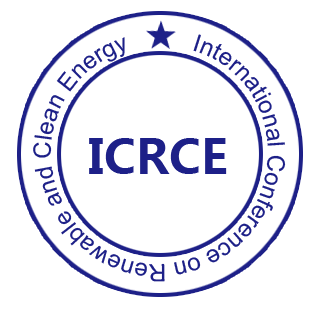 International Conference on Renewable and Clean Energy
ICRCE